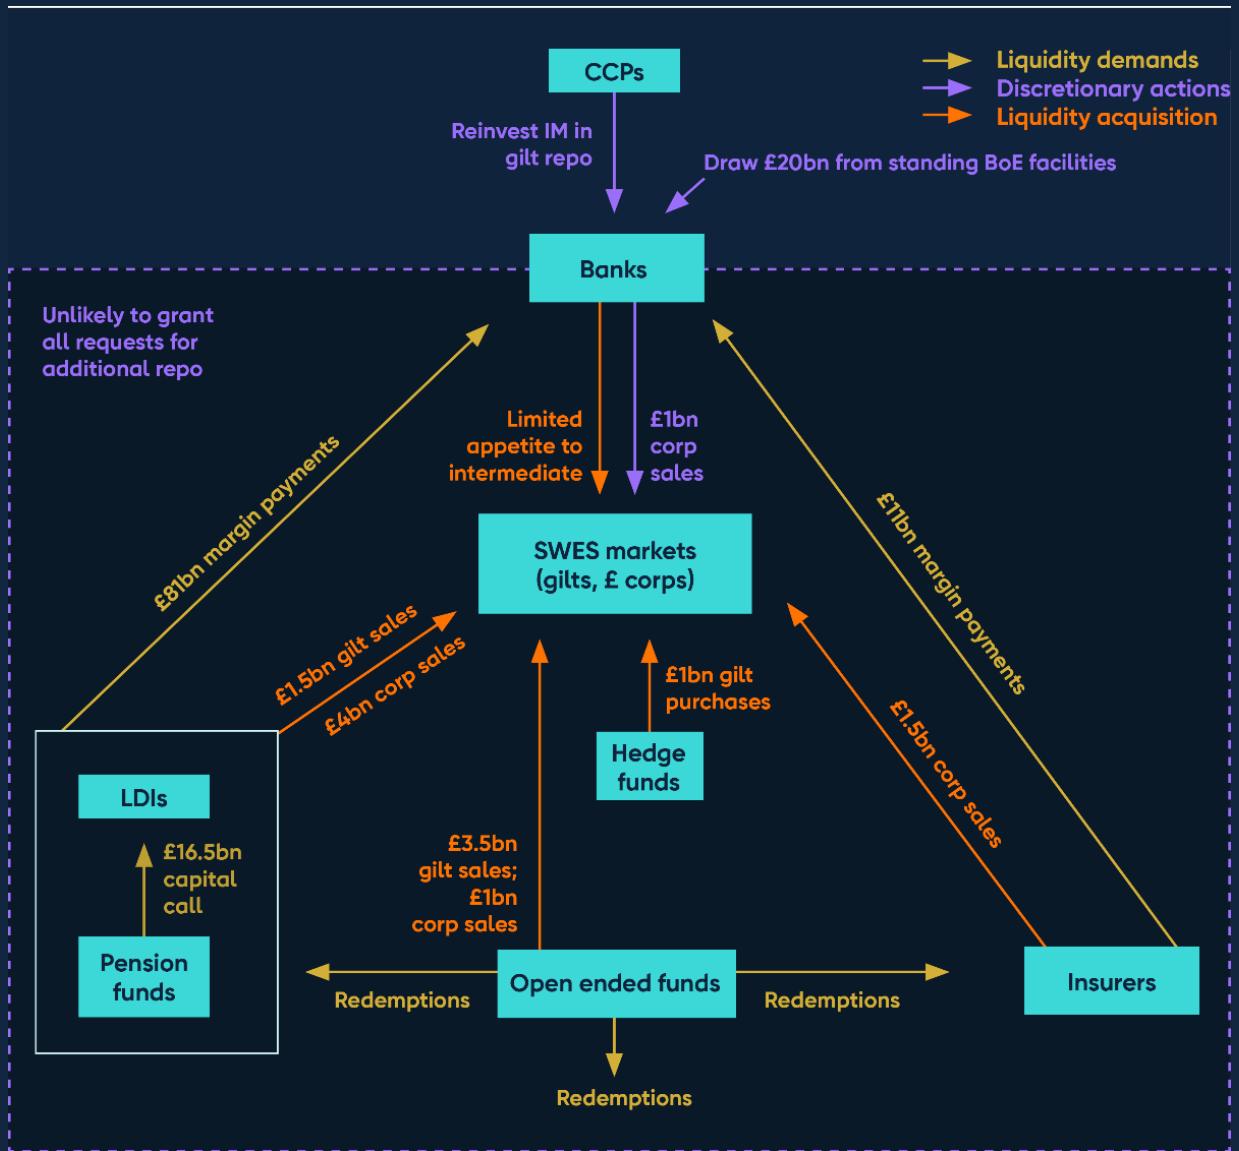 CCPs
Liquidity demands
Discretionary actions
Liquidity acquisition
Reinvest IM in
gilt repo
Draw £20bn from standing BoE facilities
Banks
Unlikely to grant
all requests for
additional repo
£81bn margin payments
Limited
appetite to
intermediate
£1bn
corp
sales
£11bn margin payments
SWES markets
(gilts, £ corps)
£1.5bn gilt sales
£4bn corp sales
£1bn gilt
purchases
£1.5bn corp sales
Hedge
funds
LDIs
£16.5bn
capital
call
£3.5bn
gilt sales;
£1bn
corp sales
Pension
funds
Open ended funds
Insurers
Redemptions
Redemptions
Redemptions